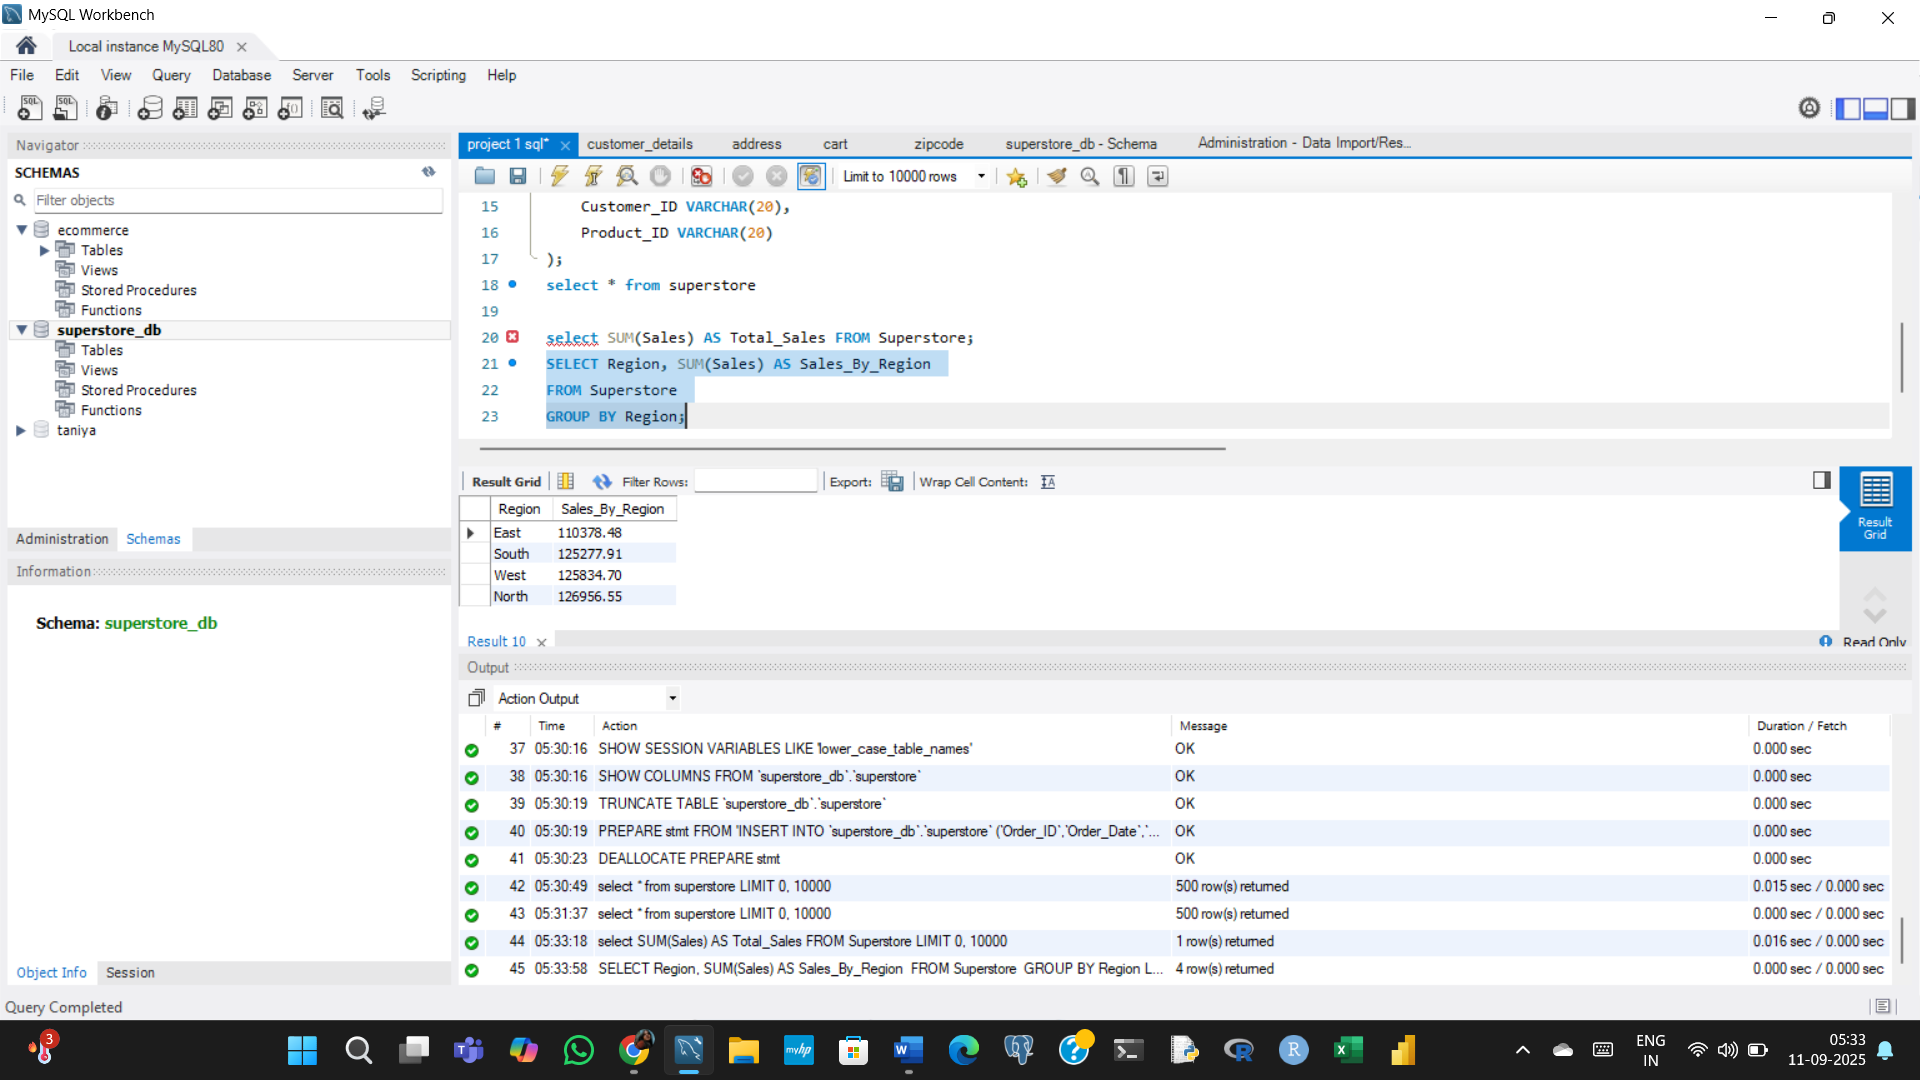 MySQL Workbench
Local instance MySQL80
File Edit View Query Database Server Tools Scripting Help
Navigator
SCHEMAS
Filter objects
ecommerce
Tables
Views
Stored Procedures
Functions
superstore_db
Tables
Views
Stored Procedures
Functions
taniya
Administration Schemas
Information
Schema: superstore_db
Object Info Session
project 1 sql* customer_details address cart zipcode superstore_db - Schema Administration - Data Import/Res...
Limit to 10000 rows
15 Customer_ID VARCHAR(20),
16 Product_ID VARCHAR(20)
17 );
18 select * from superstore
19
20 select SUM(Sales) AS Total_Sales FROM Superstore;
21 SELECT Region, SUM(Sales) AS Sales_By_Region
22 FROM Superstore
23 GROUP BY Region;
Result Grid Filter Rows: Export: Wrap Cell Content:
Region Sales_By_Region
East 110378.48
South 125277.91
West 125834.70
North 126956.55
Result
Grid
Result 10
Read Only
Output
Action Output
# Time Action Message Duration / Fetch
37 05:30:16 SHOW SESSION VARIABLES LIKE 'lower_case_table_names' OK 0.000 sec
38 05:30:16 SHOW COLUMNS FROM `superstore_db`.`superstore` OK 0.000 sec
39 05:30:19 TRUNCATE TABLE `superstore_db`.`superstore` OK 0.000 sec
40 05:30:19 PREPARE stmt FROM 'INSERT INTO `superstore_db`.`superstore` (`Order_ID`,`Order_Date`,`... OK 0.000 sec
41 05:30:23 DEALLOCATE PREPARE stmt OK 0.000 sec
42 05:30:49 select * from superstore LIMIT 0, 10000 500 row(s) returned 0.015 sec / 0.000 sec
43 05:31:37 select * from superstore LIMIT 0, 10000 500 row(s) returned 0.000 sec / 0.000 sec
44 05:33:18 select SUM(Sales) AS Total_Sales FROM Superstore LIMIT 0, 10000 1 row(s) returned 0.016 sec / 0.000 sec
45 05:33:58 SELECT Region, SUM(Sales) AS Sales_By_Region FROM Superstore GROUP BY Region L... 4 row(s) returned 0.000 sec / 0.000 sec
Query Completed
3
myhp
ENG
IN
05:33
11-09-2025